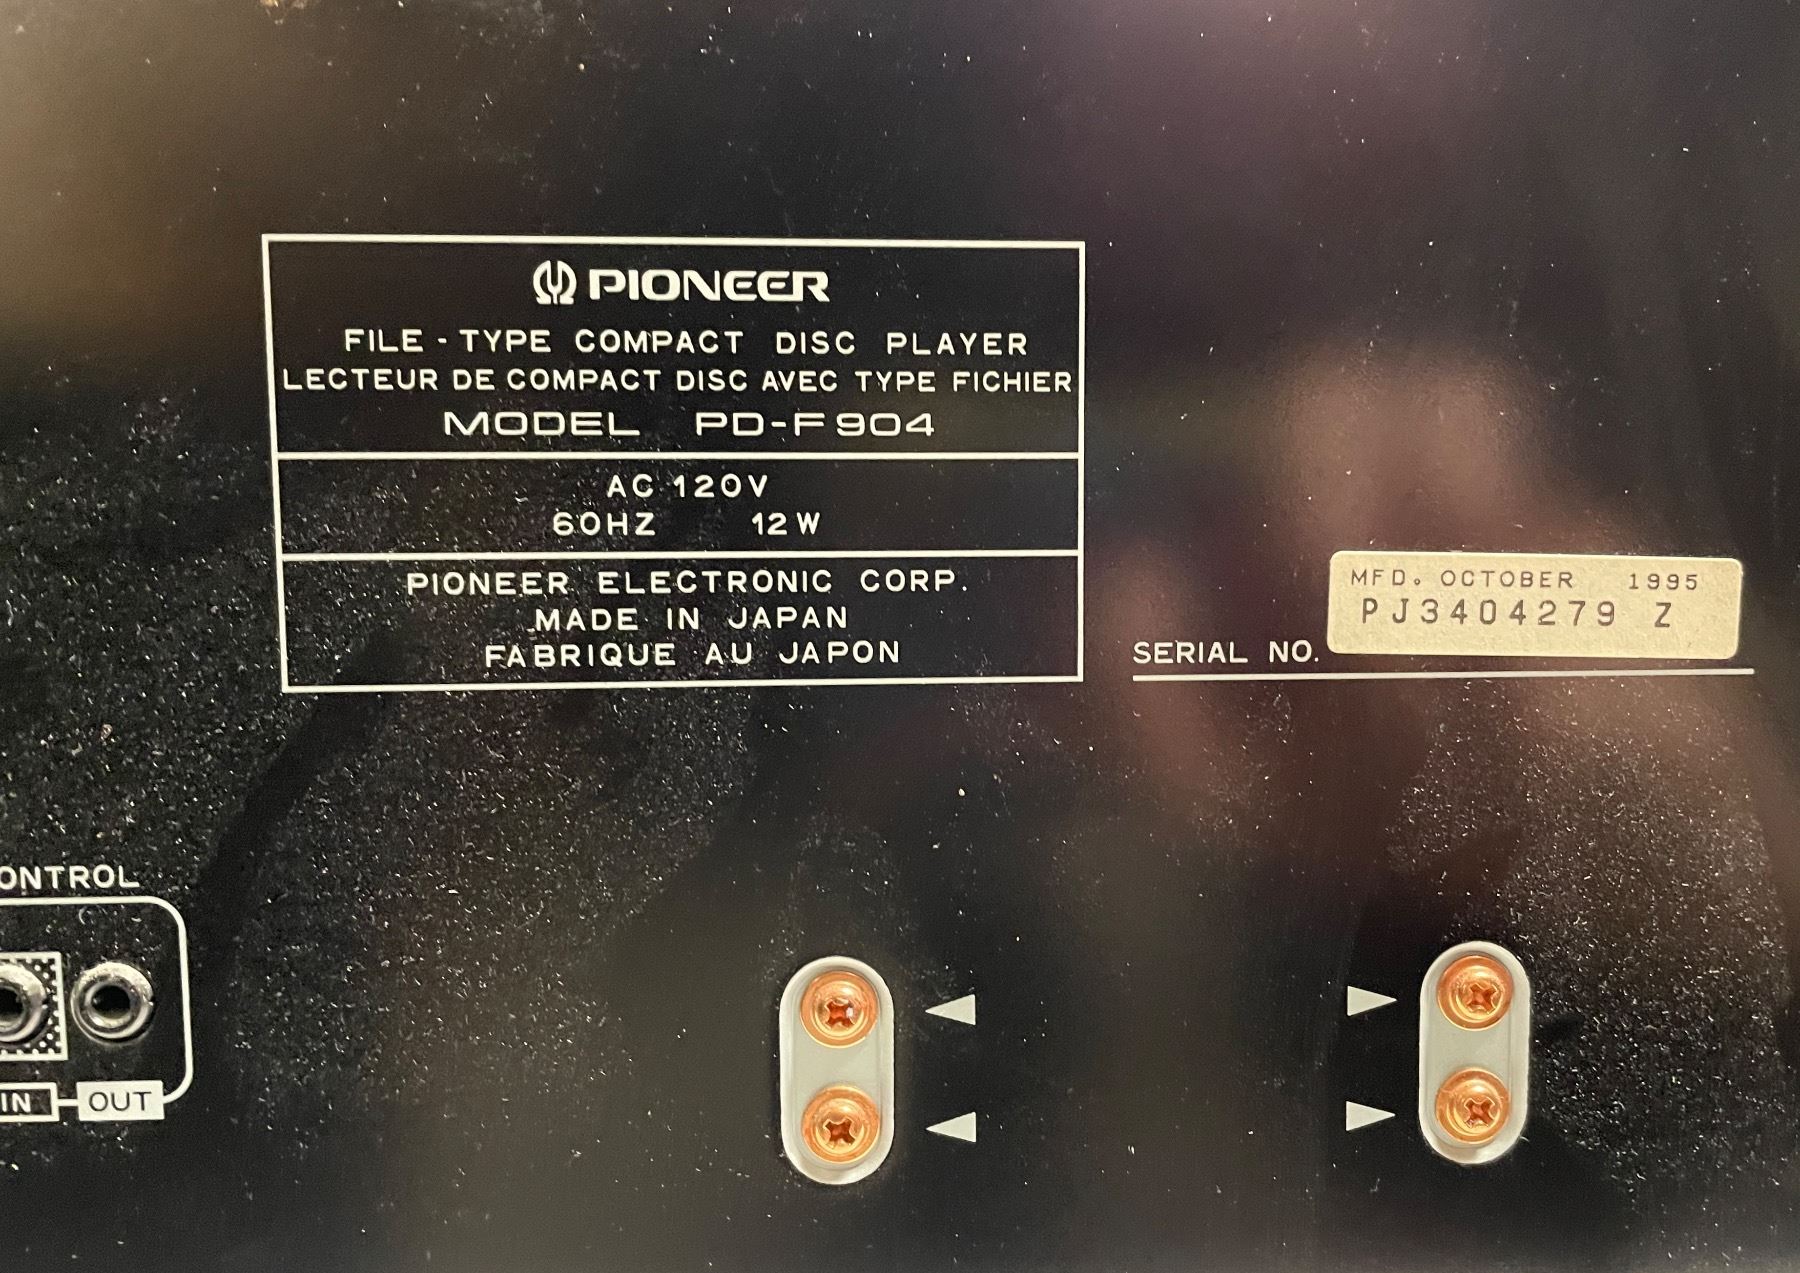 PIONEER
FILE-TYPE COMPACT DISC PLAYER
LECTEUR DE COMPACT DISC AVEC TYPE FICHIER
MODEL PD-F904
AC 120V
60HZ 12W
PIONEER ELECTRONIC CORP.
MADE IN JAPAN
FABRIQUE AU JAPON
MFD. OCTOBER 1995
PJ3404279 Z
SERIAL NO.
ONTROL
IN OUT